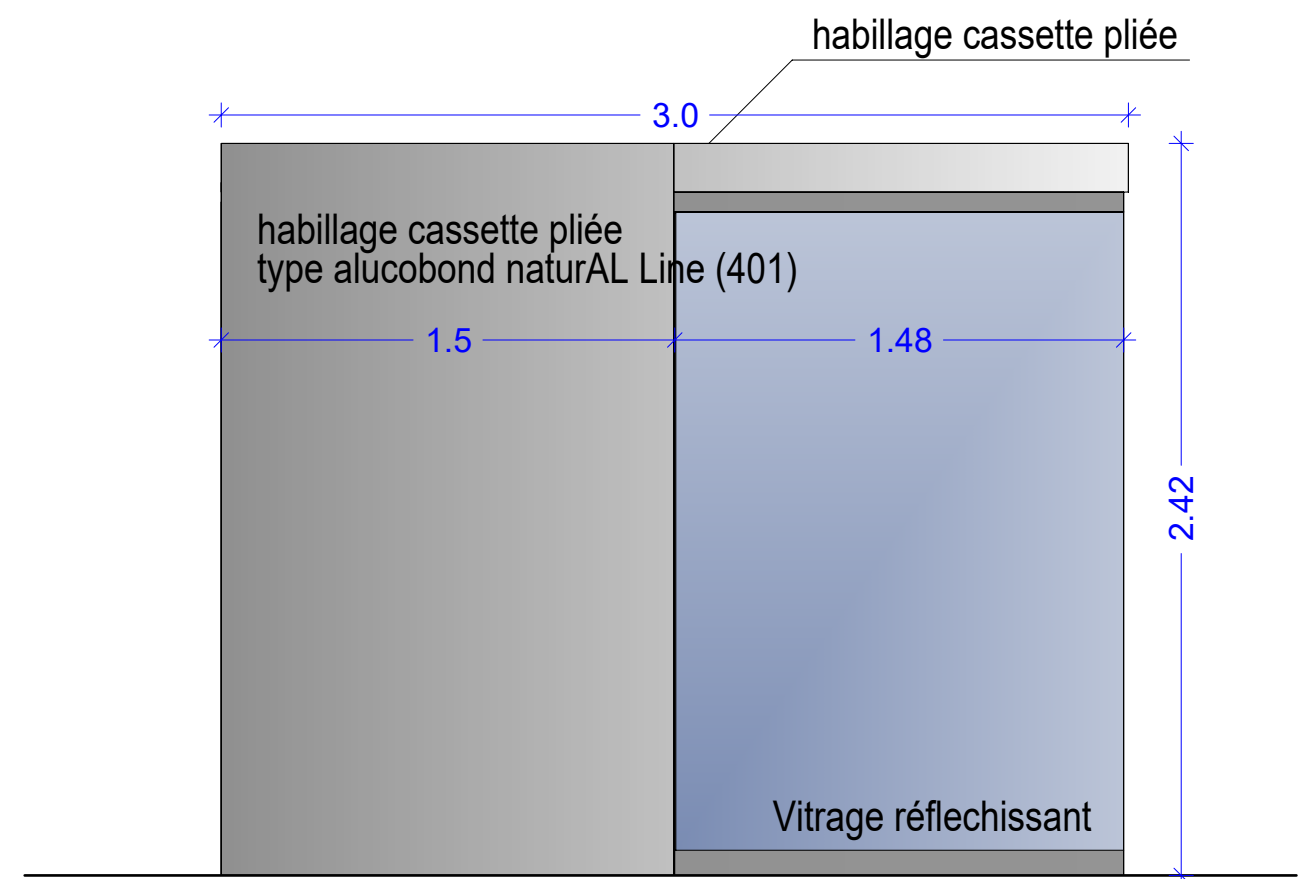 habillage cassette pliée
3.0
habillage cassette pliée
type alucobond naturAL Line (401)
1.5
1.48
2.42
Vitrage réflechissant